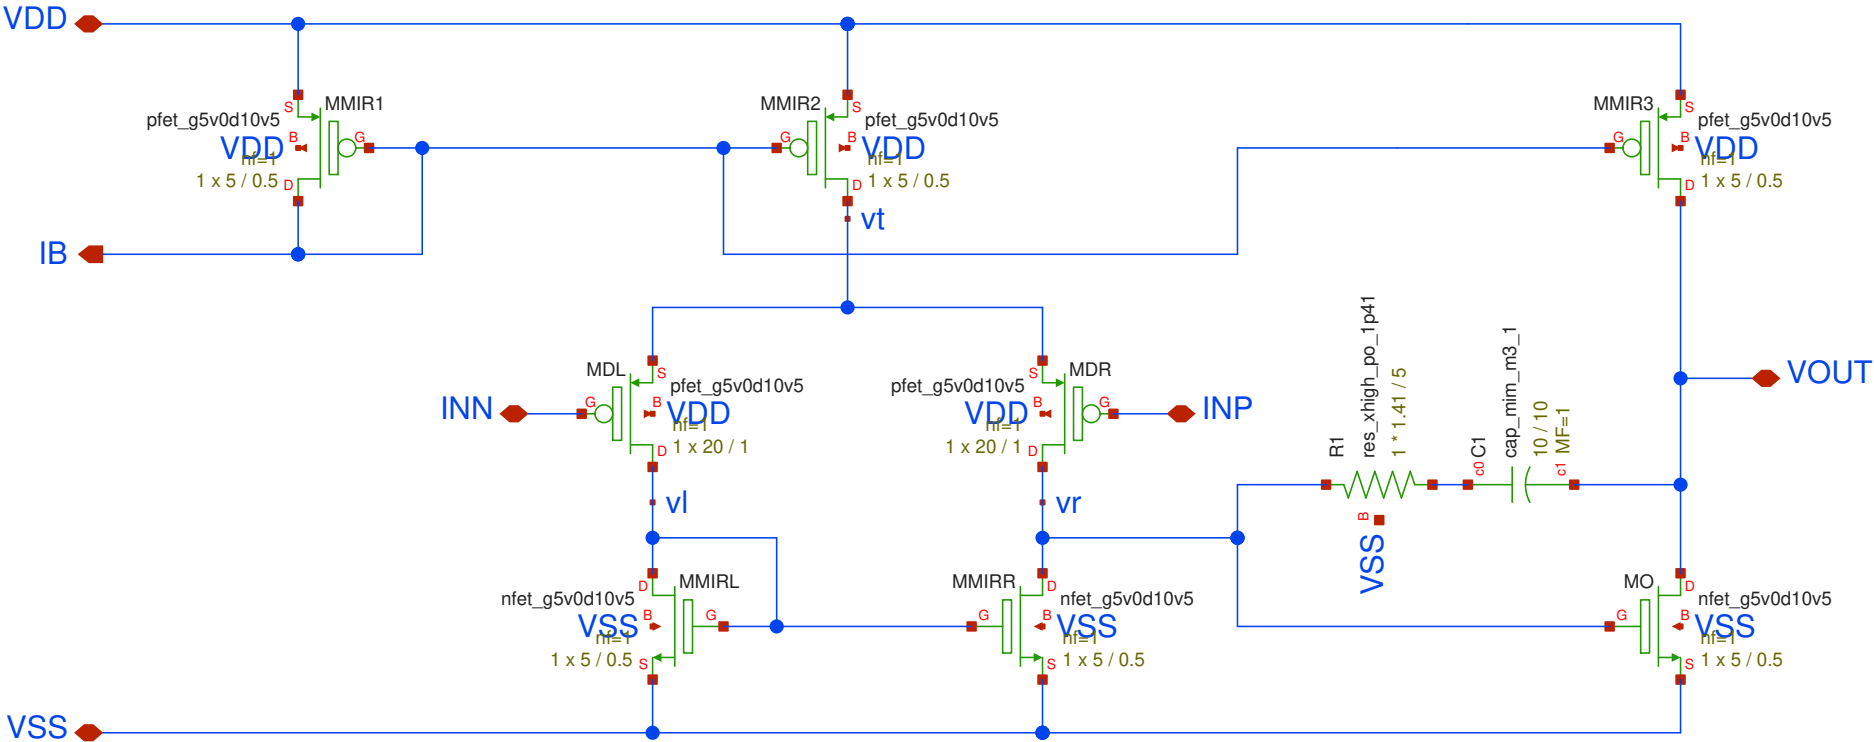 VDD
MMIR1
S
pfet_g5v0d10v5
B
VDD
G
nf=1
1 x 5 / 0.5
D
MMIR2
S
pfet_g5v0d10v5
G
B
VDD
nf=1
1 x 5 / 0.5
D
vt
MMIR3
S
pfet_g5v0d10v5
G
B
VDD
nf=1
1 x 5 / 0.5
D
IB
MDL
S
pfet_g5v0d10v5
INN
G
B
VDD
nf=1
1 x 20 / 1
D
vl
MDR
S
pfet_g5v0d10v5
B
VDD
G
INP
nf=1
1 x 20 / 1
D
vr
R1
res_xhigh_po_1p41
1 * 1.41 / 5
B
VSS
c0
C1
cap_mim_m3_1
10 / 10
MF=1
c1
VOUT
MMIRL
D
nfet_g5v0d10v5
B
VSS
G
nf=1
1 x 5 / 0.5
S
MMIRR
D
nfet_g5v0d10v5
G
B
VSS
nf=1
1 x 5 / 0.5
S
MO
D
nfet_g5v0d10v5
G
B
VSS
nf=1
1 x 5 / 0.5
S
VSS